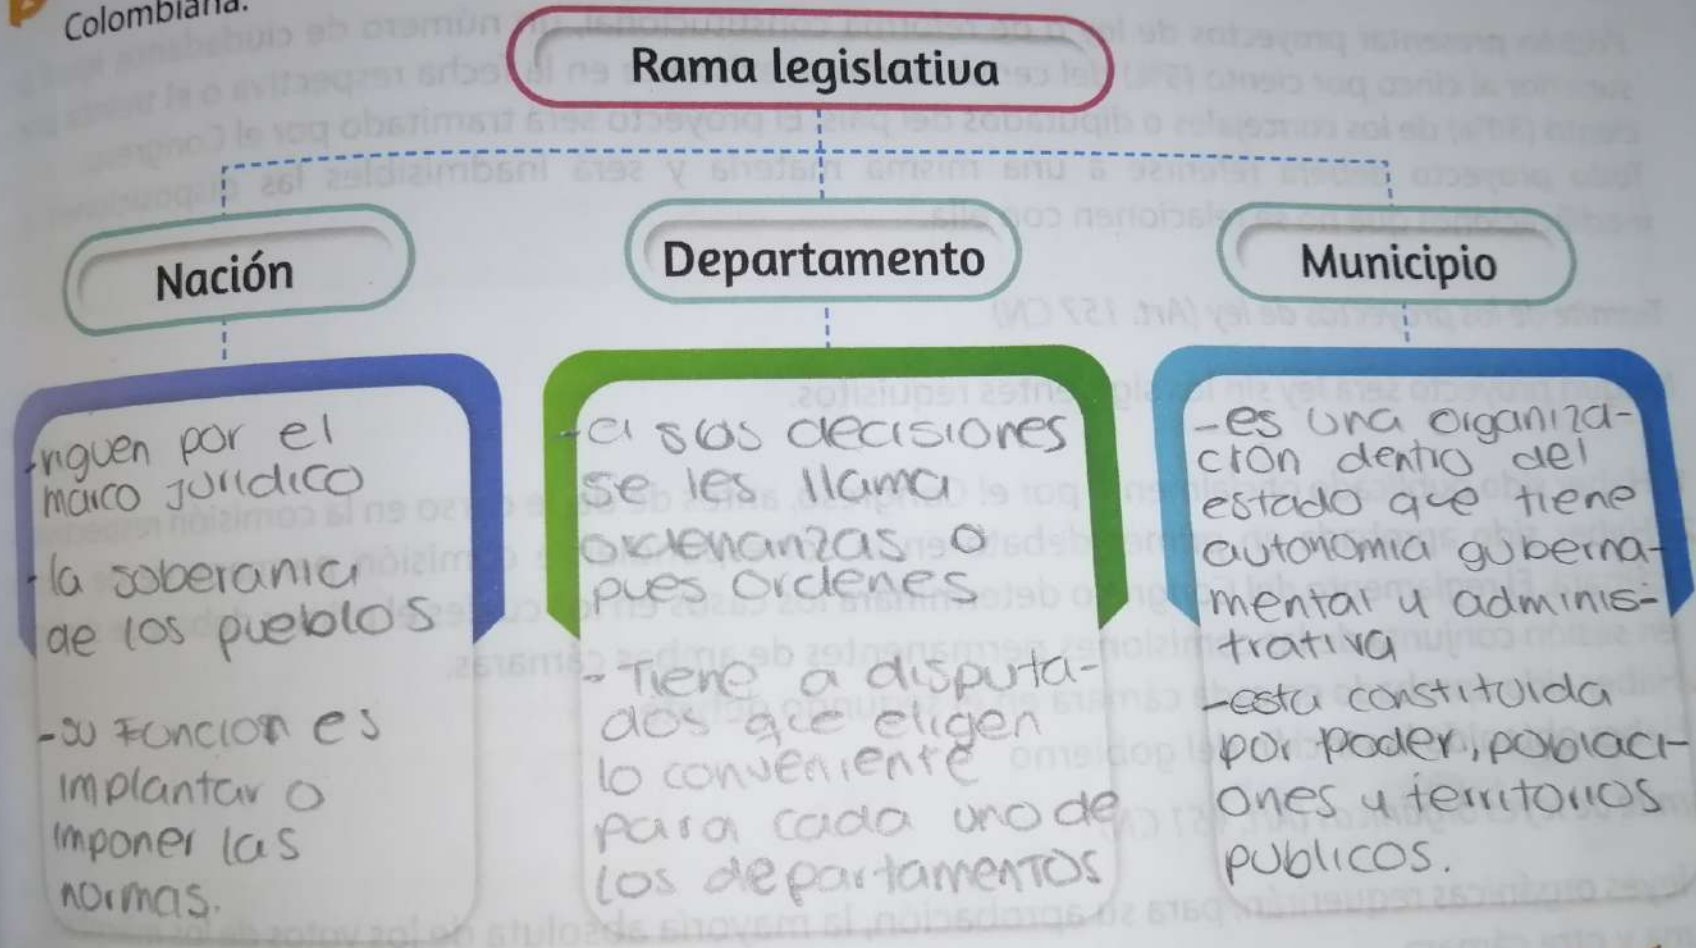 Colombiana.
Rama legislativa
Nación
Departamento
Municipio
-riguen por el
marco juridico
-la soberania
de los pueblos
-su funcion es
implantar o
imponer las
normas.
-a sus decisiones
se les llama
ordenanzas o
pues ordenes
-Tiene a disputa-
dos que eligen
lo conveniente
para cada uno de
los departamentos
-es una organiza-
cion dentro del
estado que tiene
autonomia guberna-
mental y adminis-
trativa
-esta constituida
por poder, poblaci-
ones y territorios
publicos.